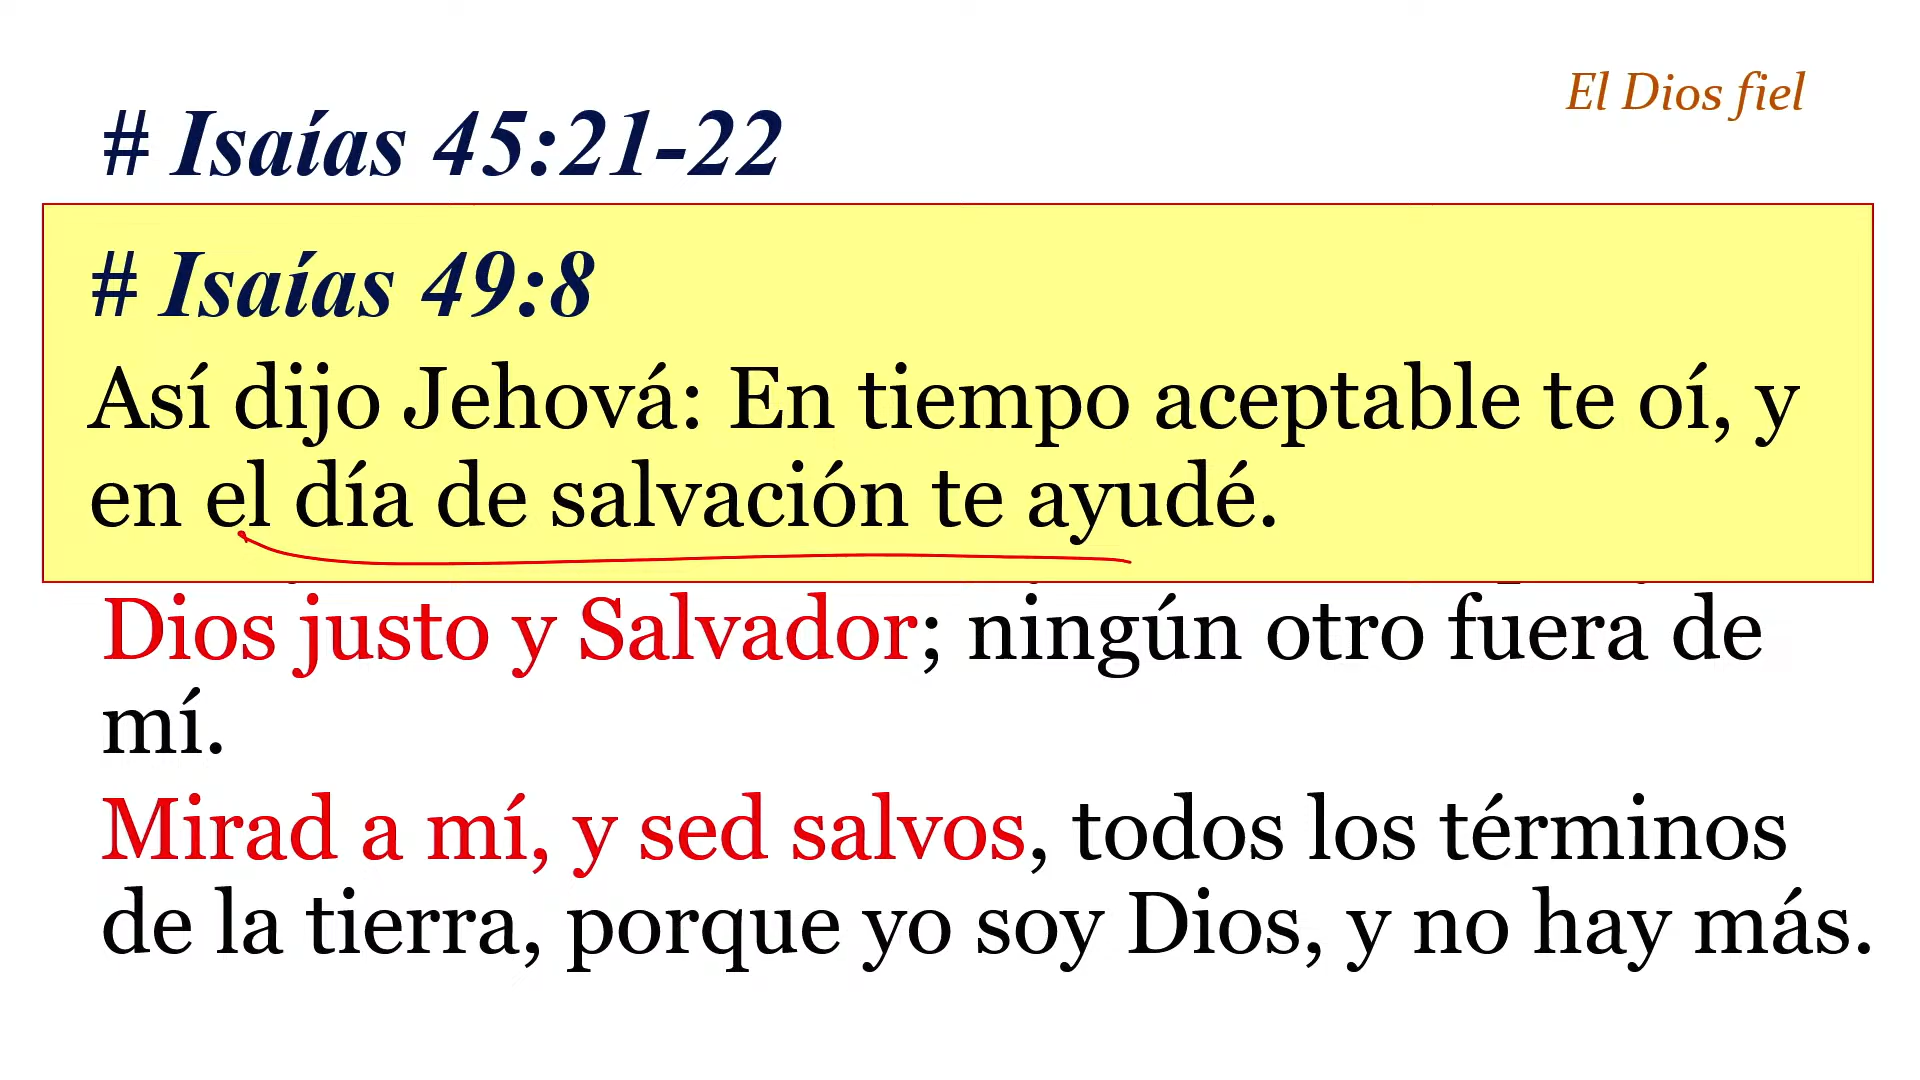 El Dios fiel
# Isaías 45:21-22
# Isaías 49:8
Así dijo Jehová: En tiempo aceptable te oí, y
en el día de salvación te ayudé.
Dios justo y Salvador; ningún otro fuera de
mí.
Mirad a mí, y sed salvos, todos los términos
de la tierra, porque yo soy Dios, y no hay más.